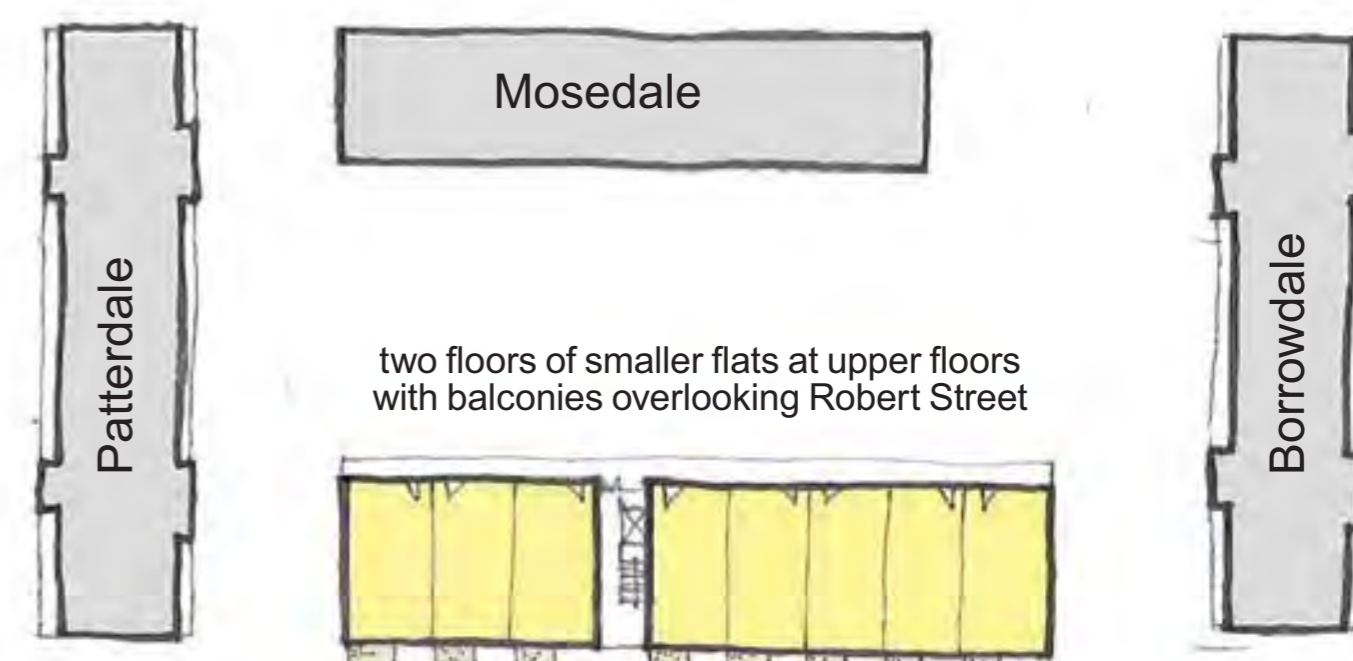 Mosedale
Patterdale
Borrowdale
two floors of smaller flats at upper floors
with balconies overlooking Robert Street